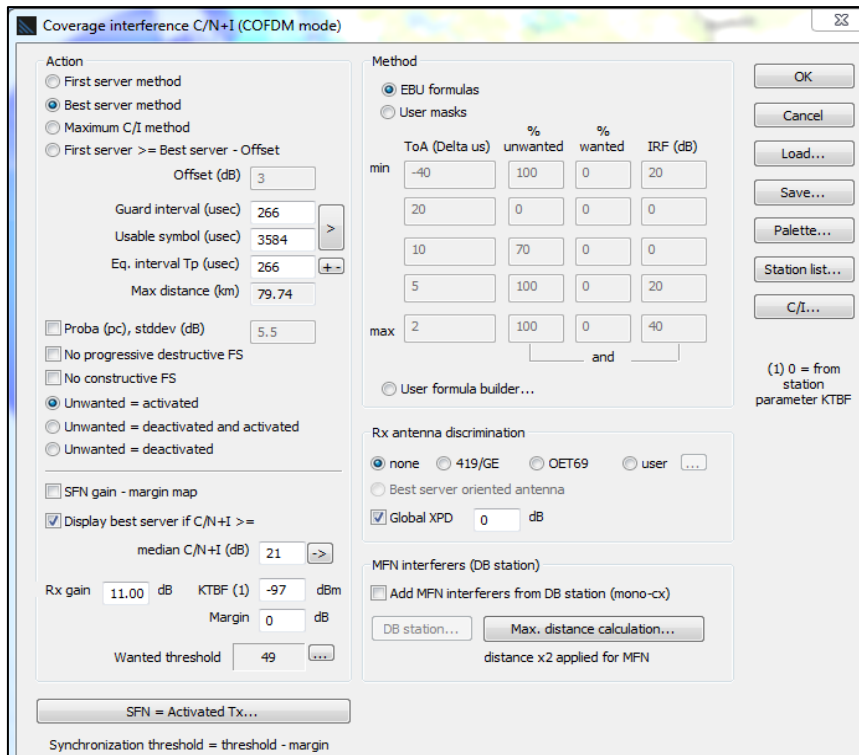 Coverage interference C/N+I (COFDM mode)
Action
First server method
Best server method
Maximum C/I method
First server >= Best server - Offset
Offset (dB) 3
Guard interval (usec) 266
Usable symbol (usec) 3584
>
Eq. interval Tp (usec) 266 + -
Max distance (km) 79.74
Proba (pc), stddev (dB) 5.5
No progressive destructive FS
No constructive FS
Unwanted = activated
Unwanted = deactivated and activated
Unwanted = deactivated
SFN gain - margin map
Display best server if C/N+I >=
median C/N+I (dB) 21 ->
Rx gain 11.00 dB KTBF (1) -97 dBm
Margin 0 dB
Wanted threshold 49 ...
SFN = Activated Tx...
Synchronization threshold = threshold - margin
Method
EBU formulas
User masks
ToA (Delta us) % unwanted % wanted IRF (dB)
min -40 100 0 20
20 0 0 0
10 70 0 0
5 100 0 20
max 2 100 0 40
and
User formula builder...
Rx antenna discrimination
none 419/GE OET69 user ...
Best server oriented antenna
Global XPD 0 dB
MFN interferers (DB station)
Add MFN interferers from DB station (mono-cx)
DB station... Max. distance calculation...
distance x2 applied for MFN
OK
Cancel
Load...
Save...
Palette...
Station list...
C/I...
(1) 0 = from
station
parameter KTBF